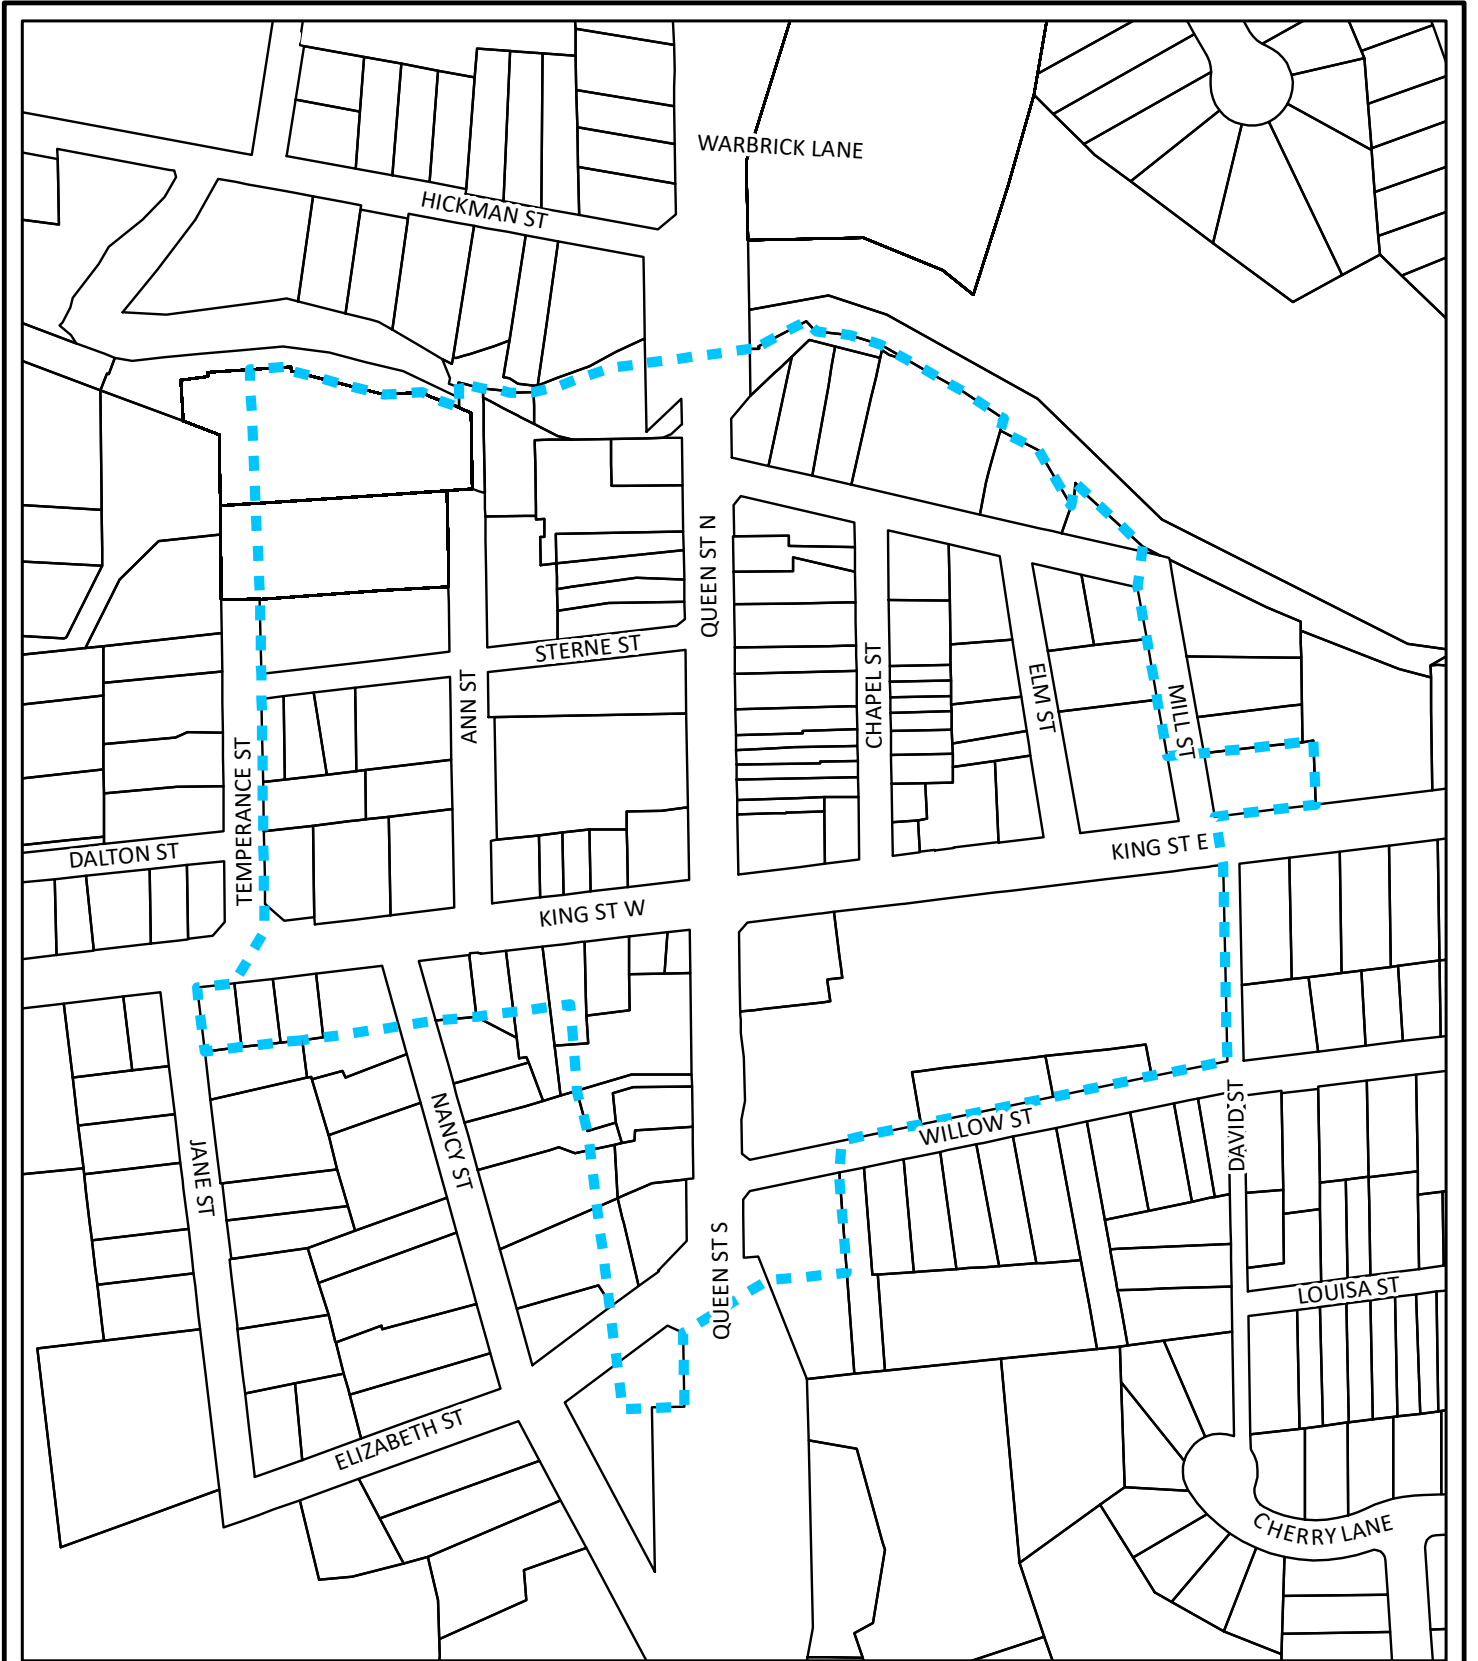 WARBRICK LANE
HICKMAN ST
QUEEN ST N
STERNE ST
CHAPEL ST
ELM ST
ANN ST
MILL ST
TEMPERANCE ST
DALTON ST
KING ST E
KING ST W
WILLOW ST
DAVID ST
NANCY ST
JANE ST
QUEEN ST S
LOUISA ST
ELIZABETH ST
CHERRY LANE